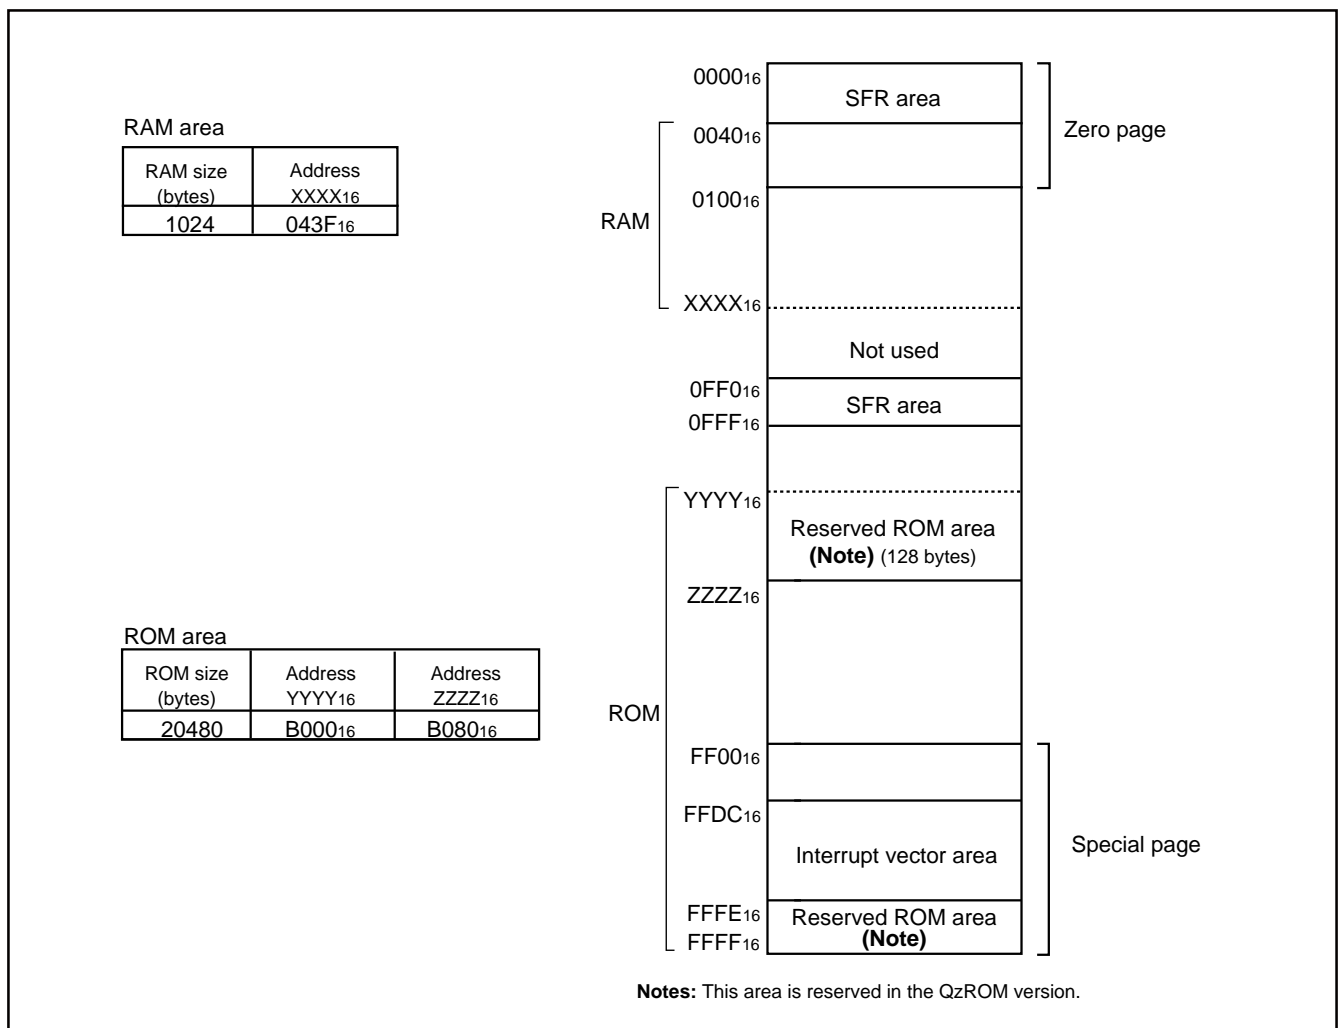 RAM area
RAM size
(bytes)
Address
XXXX16
1024
043F16
ROM area
ROM size
(bytes)
Address
YYYY16
Address
ZZZZ16
20480
B00016
B08016
RAM
ROM
000016
SFR area
004016
010016
XXXX16
Not used
0FF016
SFR area
0FFF16
YYYY16
Reserved ROM area
(Note) (128 bytes)
ZZZZ16
FF0016
FFDC16
Interrupt vector area
FFFE16
Reserved ROM area
(Note)
FFFF16
Zero page
Special page
Notes: This area is reserved in the QzROM version.